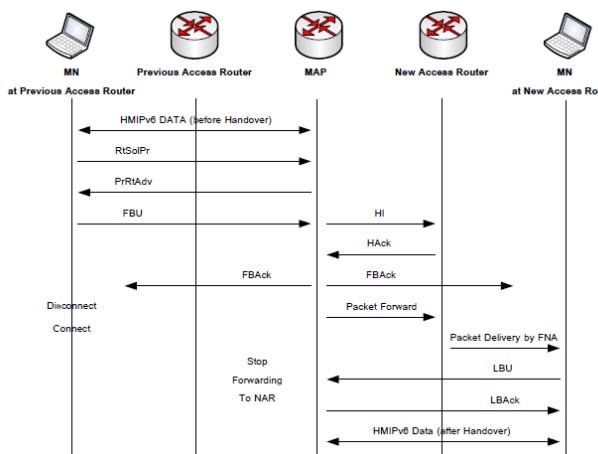 MN
Previous Access Router
MAP
New Access Router
MN
at Previous Access Router
at New Access Ro
HMIPv6 DATA (before Handover)
RtSolPr
PrRtAdv
FBU
HI
HAck
FBAck
FBAck
Disconnect
Packet Forward
Connect
Packet Delivery by FNA
Stop
LBU
Forwarding
To NAR
LBAck
HMIPv6 Data (after Handover)